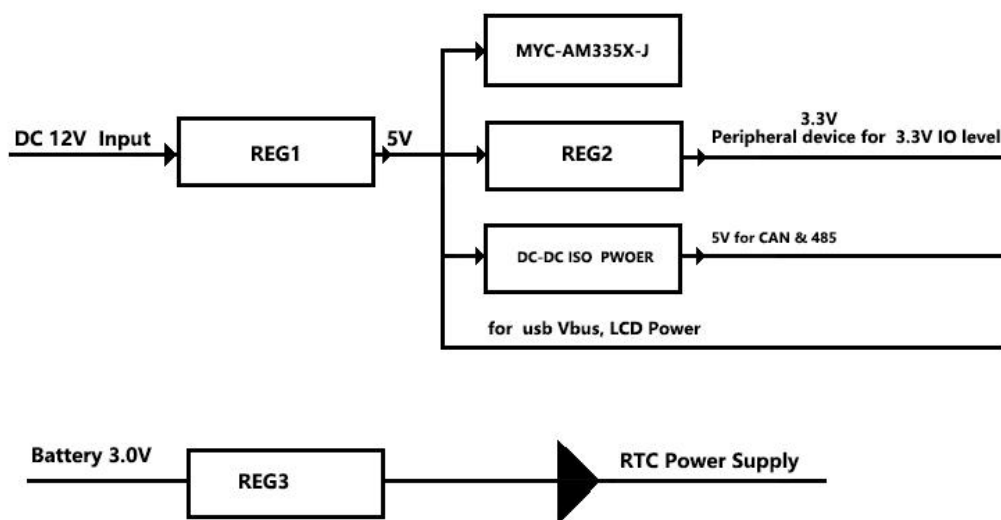 MYC-AM335X-J
DC 12V Input
REG1
5V
REG2
3.3V
Peripheral device for 3.3V IO level
DC-DC ISO PWOER
5V for CAN & 485
for usb Vbus, LCD Power
Battery 3.0V
REG3
RTC Power Supply